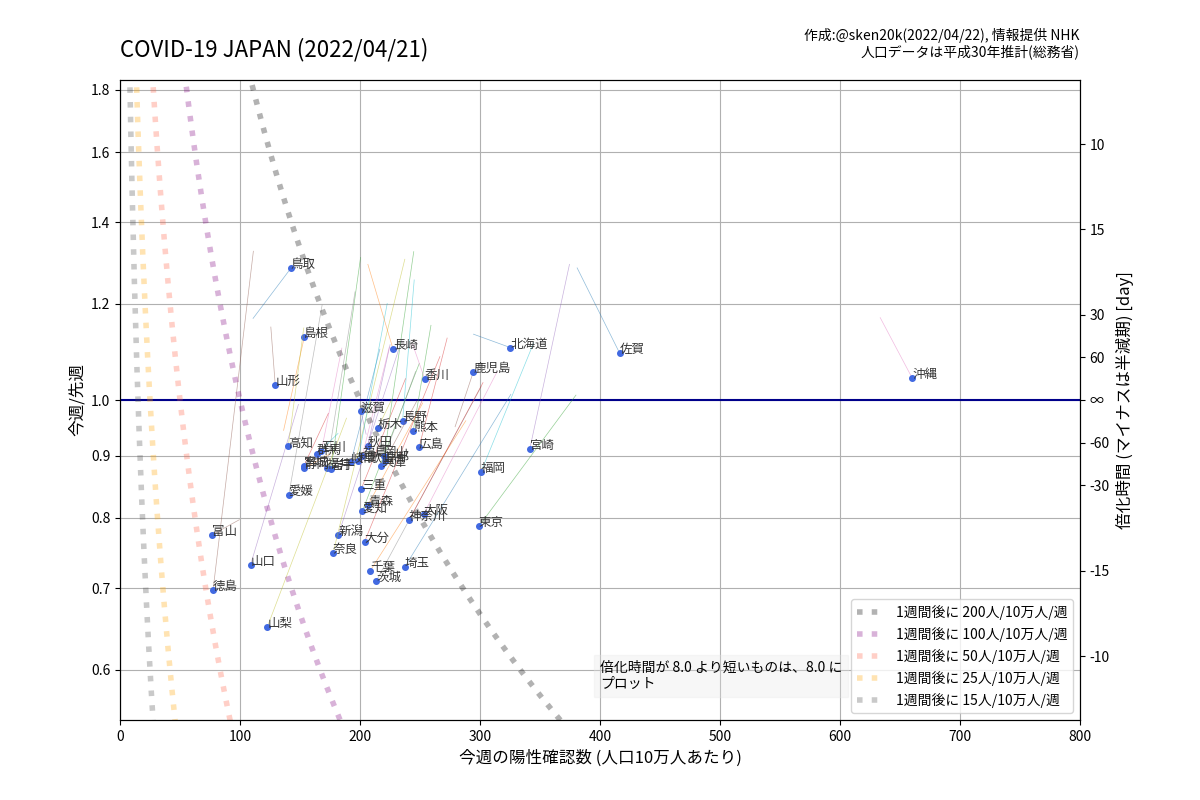 COVID-19 JAPAN (2022/04/21)
作成:@sken20k(2022/04/22), 情報提供 NHK
人口データは平成30年推計(総務省)
1.8
1.6
1.4
1.2
1.0
0.9
0.8
0.7
0.6
今週/先週
10
15
30
60
∞
-60
-30
-15
-10
倍化時間 (マイナスは半減期) [day]
鳥取
島根
長崎
北海道
佐賀
鹿児島
沖縄
香川
山形
滋賀
長野
栃木
熊本
高知
秋田
石川
広島
宮崎
福岡
三重
愛媛
青森
愛知
大阪
神奈川
東京
富山
新潟
大分
奈良
山口
千葉
埼玉
茨城
徳島
山梨
倍化時間が 8.0 より短いものは、8.0 に
プロット
1週間後に 200人/10万人/週
1週間後に 100人/10万人/週
1週間後に 50人/10万人/週
1週間後に 25人/10万人/週
1週間後に 15人/10万人/週
0
100
200
300
400
500
600
700
800
今週の陽性確認数 (人口10万人あたり)